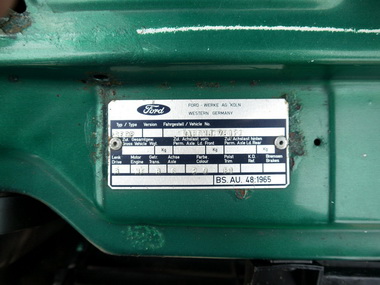 Ford
FORD - WERKE AG KÖLN
WESTERN GERMANY
Typ / Type Version Fahrgestell / Vehicle No.
Zul. Gesamtgew. Zul. Achslast vorn Zul. Achslast hinten
Gross Vehicle Wgt. Permis. Axle Ld. Front Permis. Axle Ld. Rear
kg kg kg
Lenk. Motor Getr. Achse Farbe Polst. K.D. Bremsen
Drive Engine Trans. Axle Colour Trim Ref. Brakes
BS. AU. 48:1965